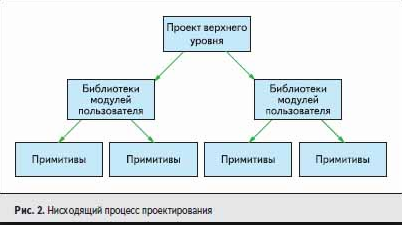 Проект верхнего
уровня
Библиотеки
модулей
пользователя
Библиотеки
модулей
пользователя
Примитивы
Примитивы
Примитивы
Примитивы
Рис. 2. Нисходящий процесс проектирования